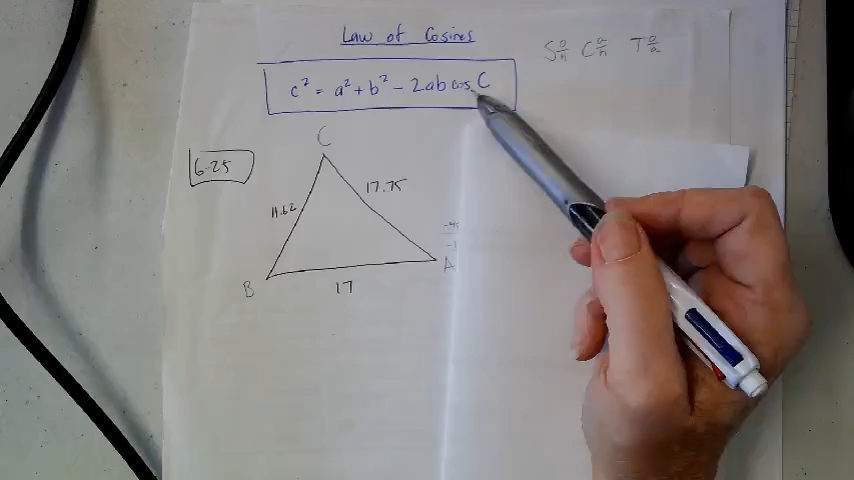 Law of Cosines
S o/h C a/h T o/a
c² = a² + b² - 2ab cos C
6-25
C
11.62
17.75
B
17
A